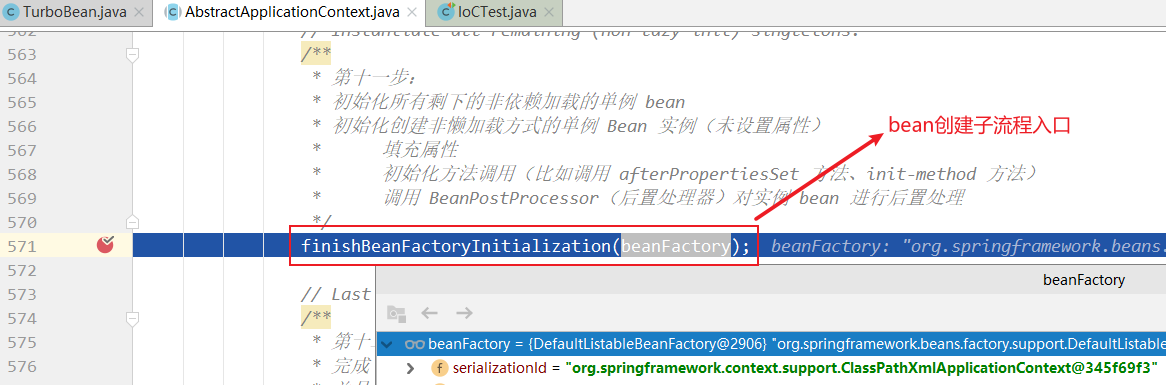 TurboBean.java × AbstractApplicationContext.java × IoCTest.java ×
562 // Instantiate all remaining (non-lazy-init) singletons.
563 /**
564 * 第十一步：
565 * 初始化所有剩下的非依赖加载的单例 bean
566 * 初始化创建非懒加载方式的单例 Bean 实例（未设置属性）
bean创建子流程入口
567 * 填充属性
568 * 初始化方法调用（比如调用 afterPropertiesSet 方法、init-method 方法）
569 * 调用 BeanPostProcessor（后置处理器）对实例 bean 进行后置处理
570 */
571 finishBeanFactoryInitialization(beanFactory); beanFactory: "org.springframework.beans.
572
573 // Last
574 /**
575 * 第十
576 * 完成
beanFactory
beanFactory = {DefaultListableBeanFactory@2906} "org.springframework.beans.factory.support.DefaultListable
f serializationId = "org.springframework.context.support.ClassPathXmlApplicationContext@345f69f3"